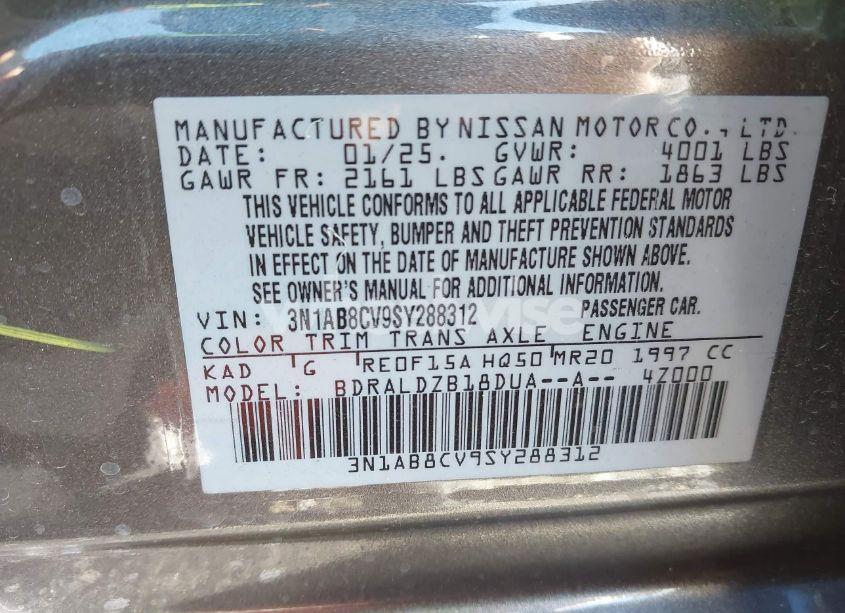 MANUFACTURED BY NISSAN MOTOR CO., LTD.
DATE: 01/25. GVWR: 4001 LBS
GAWR FR: 2161 LBS GAWR RR: 1863 LBS
THIS VEHICLE CONFORMS TO ALL APPLICABLE FEDERAL MOTOR
VEHICLE SAFETY, BUMPER AND THEFT PREVENTION STANDARDS
IN EFFECT ON THE DATE OF MANUFACTURE SHOWN ABOVE.
SEE OWNER'S MANUAL FOR ADDITIONAL INFORMATION.
VIN: 3N1AB8CV9SY288312 PASSENGER CAR.
COLOR TRIM TRANS AXLE ENGINE
KAD G RE0F15A HQ50 MR20 1997 CC
MODEL: BDRALDZB18DUA--A-- 4Z000
3N1AB8CV9SY288312